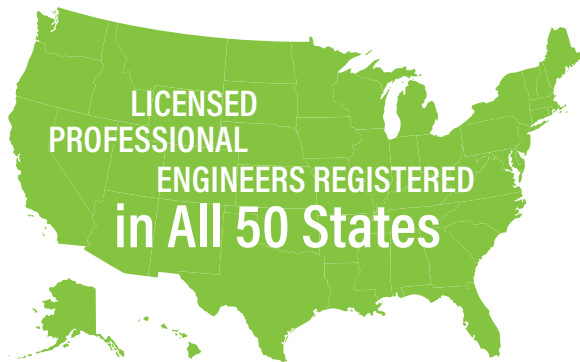 LICENSED
PROFESSIONAL
ENGINEERS REGISTERED
in All 50 States